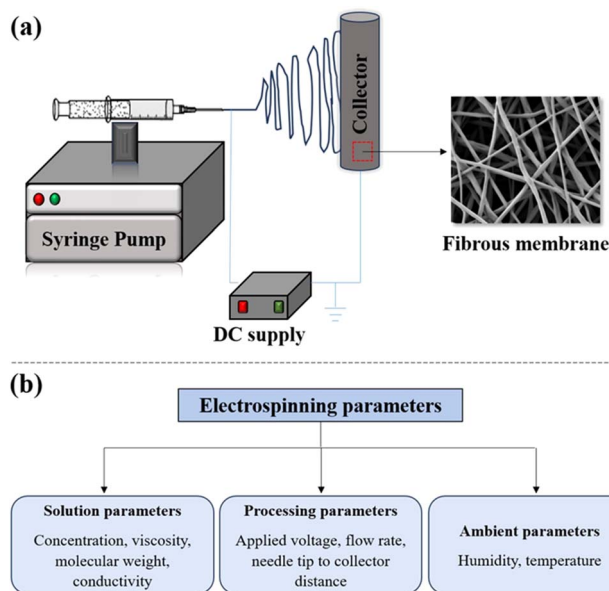 (a)
Collector
Syringe Pump
Fibrous membrane
DC supply
(b)
Electrospinning parameters
Solution parameters
Concentration, viscosity,
molecular weight,
conductivity
Processing parameters
Applied voltage, flow rate,
needle tip to collector
distance
Ambient parameters
Humidity, temperature